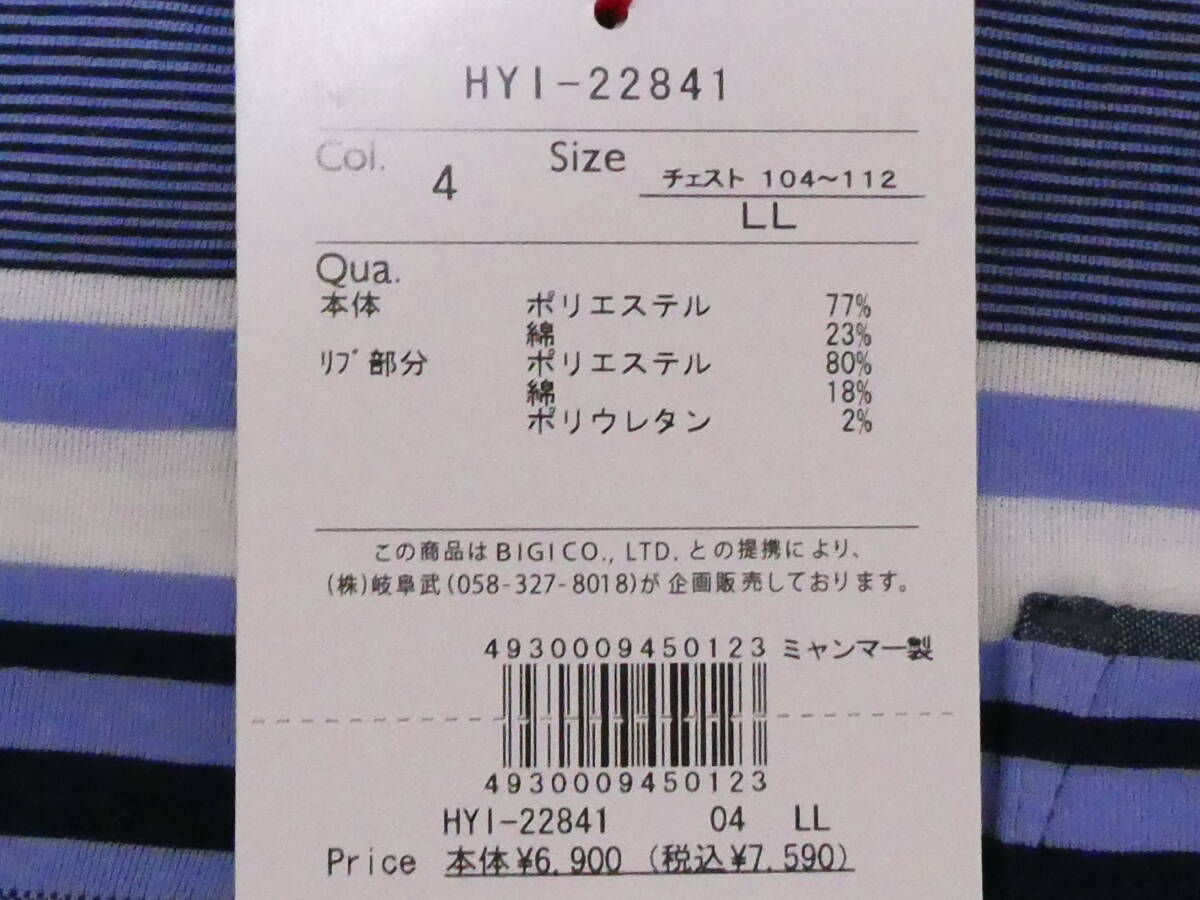 HYI-22841
Col. 4 Size チェスト 104～112
LL
Qua.
本体 ポリエステル 77%
綿 23%
ﾘﾌﾞ部分 ポリエステル 80%
綿 18%
ポリウレタン 2%
この商品はBIGI CO., LTD. との提携により、
(株)岐阜武(058-327-8018)が企画販売しております。
4930009450123 ミャンマー製
4930009450123
HYI-22841 04 LL
Price 本体¥6,900 (税込¥7,590)